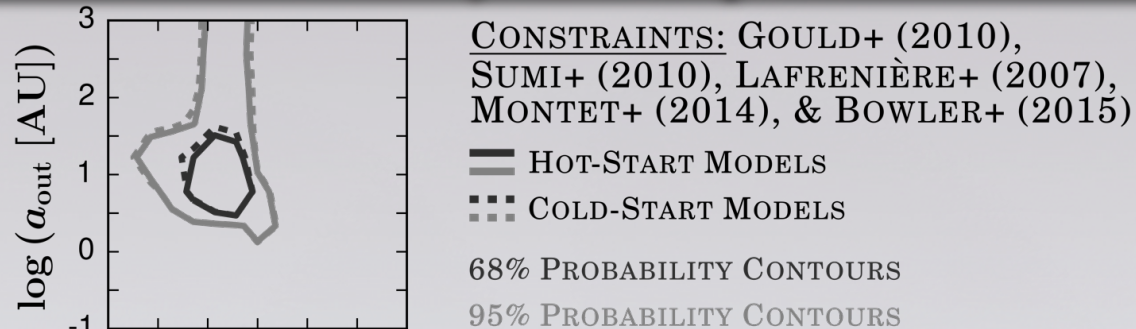 3
2
1
0
-1
log (aout [AU])
CONSTRAINTS: GOULD+ (2010),
SUMI+ (2010), LAFRENIÈRE+ (2007),
MONTET+ (2014), & BOWLER+ (2015)
HOT-START MODELS
COLD-START MODELS
68% PROBABILITY CONTOURS
95% PROBABILITY CONTOURS